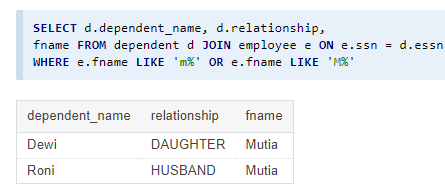 SELECT d.dependent_name, d.relationship,
fname FROM dependent d JOIN employee e ON e.ssn = d.essn
WHERE e.fname LIKE 'm%' OR e.fname LIKE 'M%'
dependent_name relationship fname
Dewi DAUGHTER Mutia
Roni HUSBAND Mutia